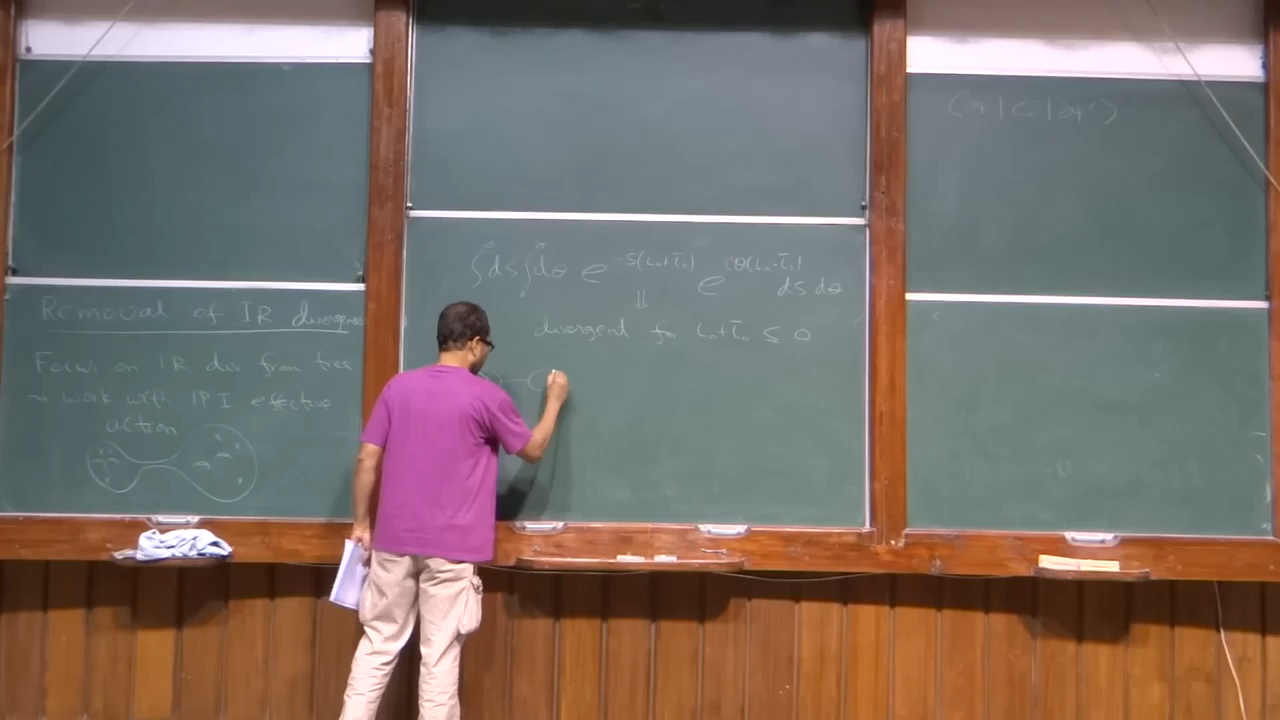 Removal of IR divergences
Focus on IR div from tree
~ work with 1PI effective
action
∫₀^∞ ds ∫ dθ e^{-s(L₀+L̄₀)} e^{iθ(L₀-L̄₀)}
ds dθ
⇓
divergent for L₀+L̄₀ ≤ 0